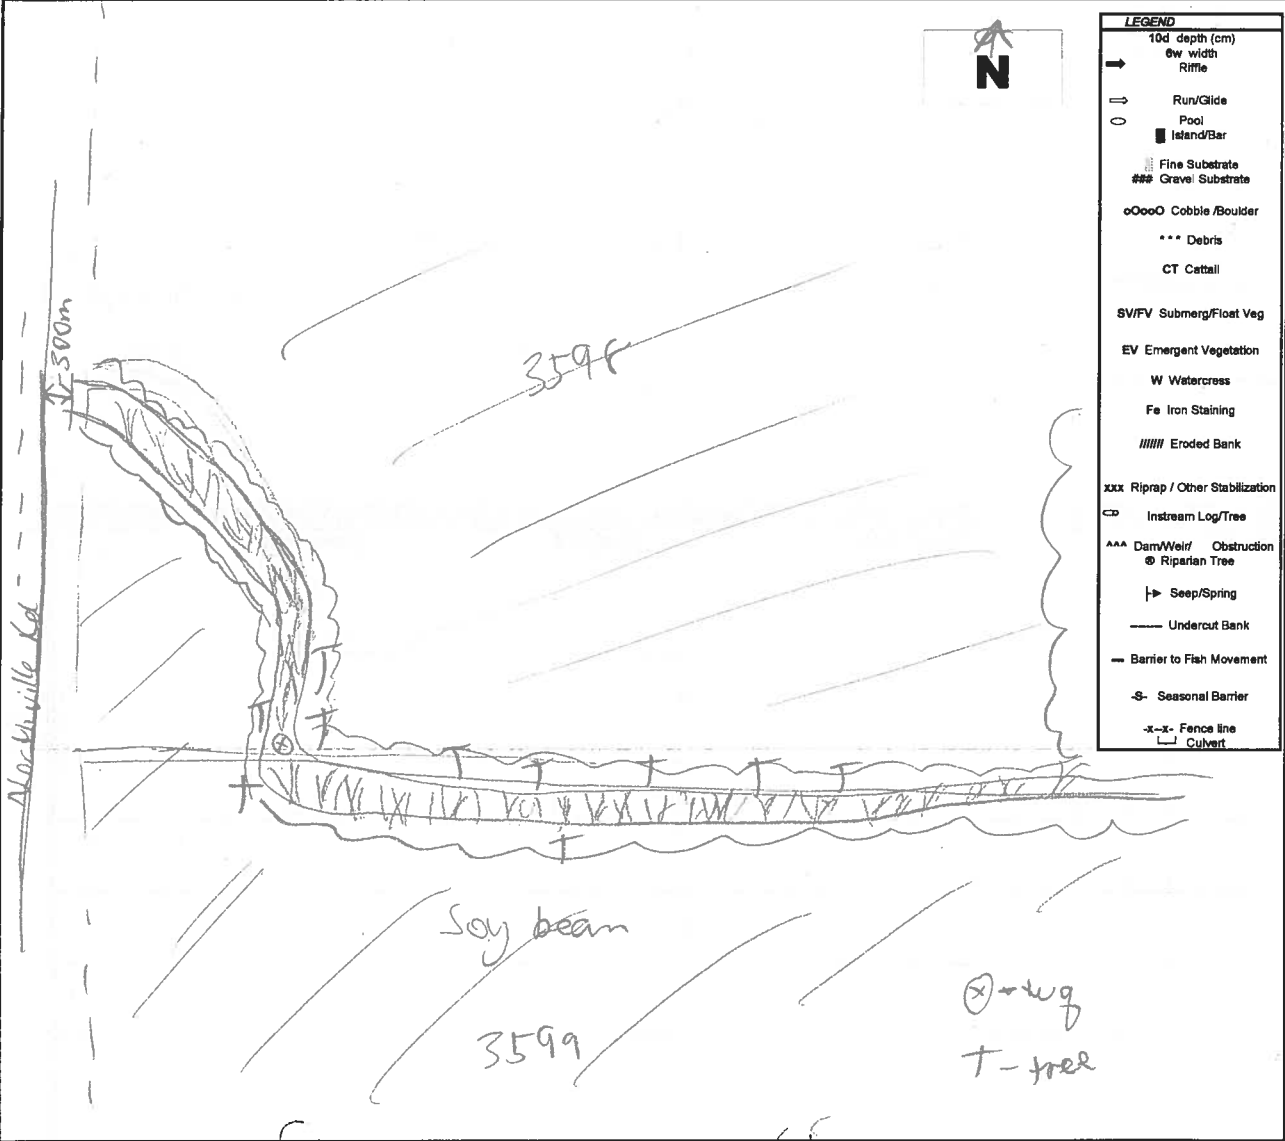 N
LEGEND
10d depth (cm)
6w width
Riffle
Run/Glide
Pool
Island/Bar
Fine Substrate
### Gravel Substrate
oOooO Cobble /Boulder
*** Debris
CT Cattail
SV/FV Submerg/Float Veg
EV Emergent Vegetation
W Watercress
Fe Iron Staining
/////// Eroded Bank
xxx Riprap / Other Stabilization
Instream Log/Tree
^^^ Dam/Weir/ Obstruction
⊗ Riparian Tree
Seep/Spring
Undercut Bank
Barrier to Fish Movement
-S- Seasonal Barrier
-x--x- Fence line
Culvert
300m
Rd
Soy bean
3599
⊗ - wq
T - tree